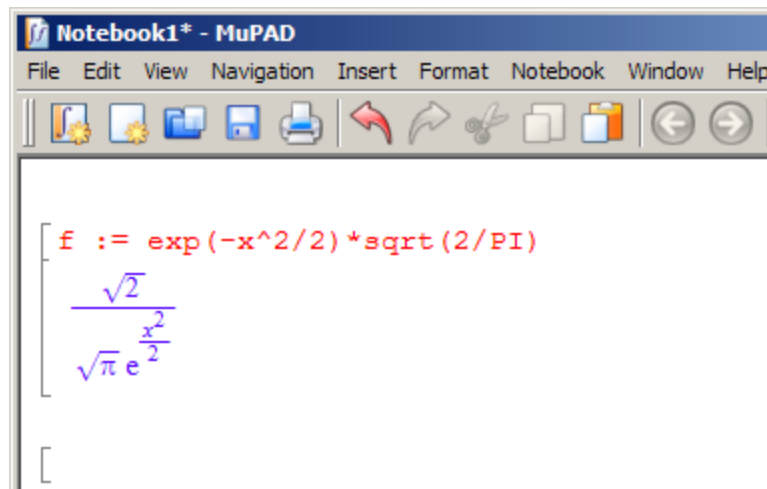 Notebook1* - MuPAD
File Edit View Navigation Insert Format Notebook Window Help
f := exp(-x^2/2)*sqrt(2/PI)
√2
√π e^(x^2/2)